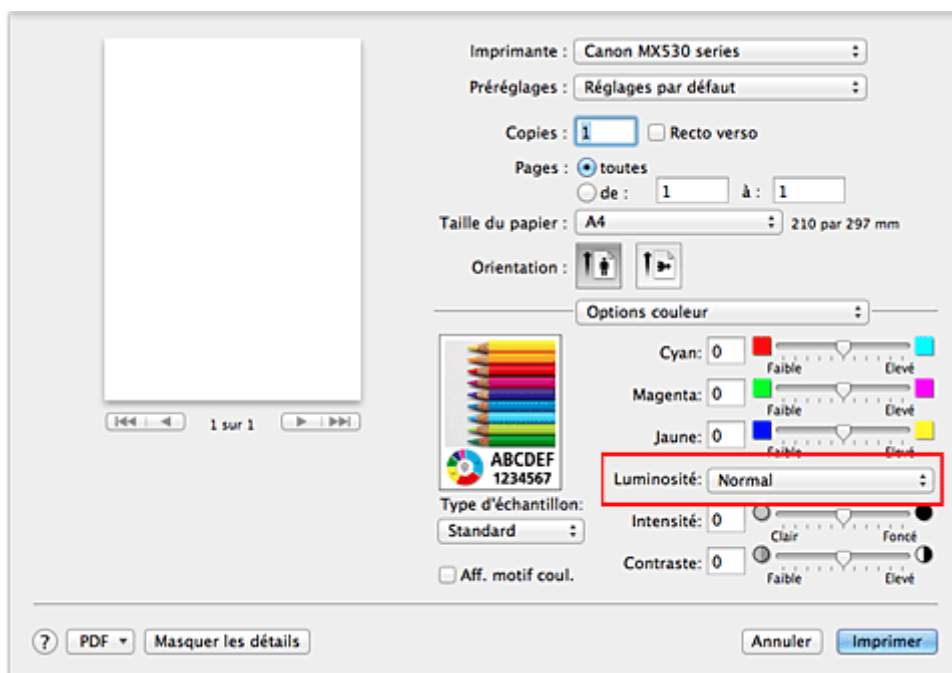 Imprimante : Canon MX530 series
Préréglages : Réglages par défaut
Copies : 1 Recto verso
Pages : toutes
de : 1 à : 1
Taille du papier : A4 210 par 297 mm
Orientation :
Options couleur
Cyan: 0
Faible Elevé
Magenta: 0
Faible Elevé
Jaune: 0
Faible Elevé
Luminosité: Normal
Intensité: 0
Clair Foncé
Contraste: 0
Faible Elevé
ABCDEF
1234567
Type d'échantillon:
Standard
Aff. motif coul.
1 sur 1
? PDF Masquer les détails Annuler Imprimer